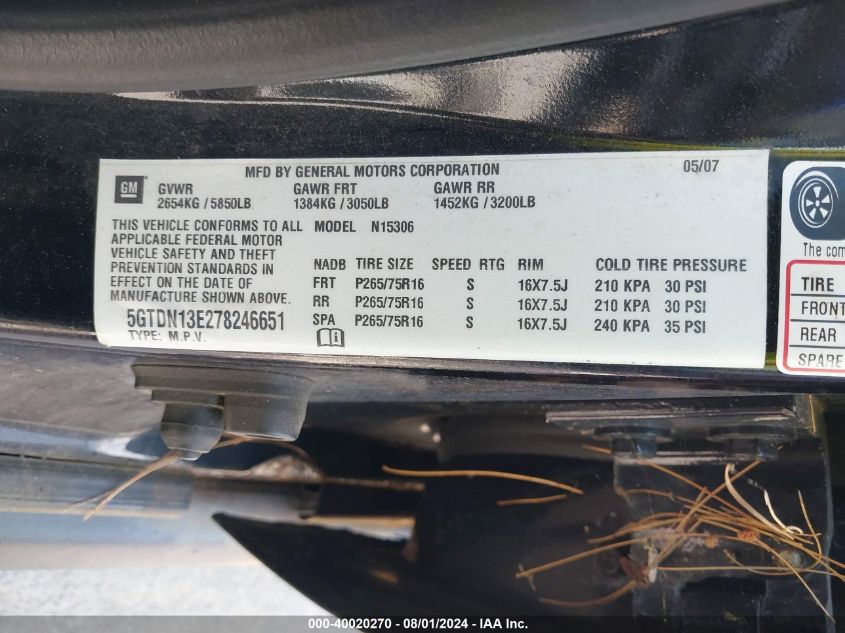 MFD BY GENERAL MOTORS CORPORATION 05/07
GM GVWR GAWR FRT GAWR RR
2654KG / 5850LB 1384KG / 3050LB 1452KG / 3200LB
THIS VEHICLE CONFORMS TO ALL
APPLICABLE FEDERAL MOTOR
VEHICLE SAFETY AND THEFT
PREVENTION STANDARDS IN
EFFECT ON THE DATE OF
MANUFACTURE SHOWN ABOVE.
5GTDN13E278246651
TYPE: M.P.V.
MODEL N15306
NADB TIRE SIZE SPEED RTG RIM COLD TIRE PRESSURE
FRT P265/75R16 S 16X7.5J 210 KPA 30 PSI
RR P265/75R16 S 16X7.5J 210 KPA 30 PSI
SPA P265/75R16 S 16X7.5J 240 KPA 35 PSI
The com
TIRE
FRONT
REAR
SPARE
000-40020270 - 08/01/2024 - IAA Inc.